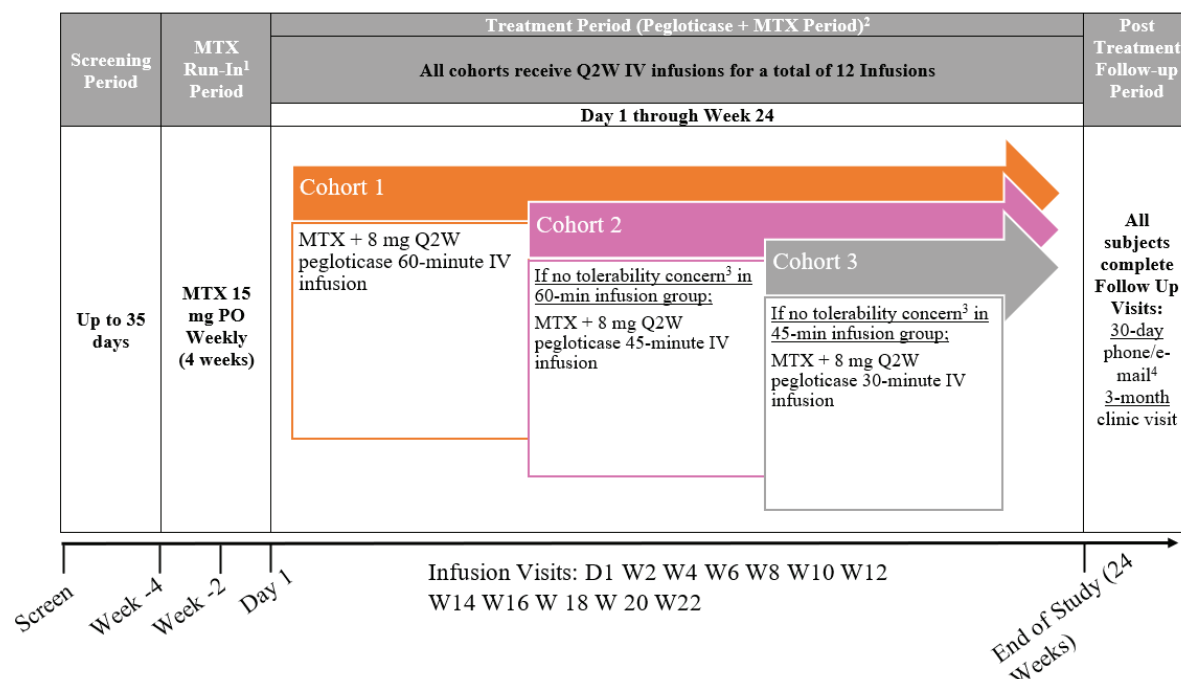 Screening
Period
MTX
Run-In1
Period
Treatment Period (Pegloticase + MTX Period)2
All cohorts receive Q2W IV infusions for a total of 12 Infusions
Day 1 through Week 24
Post
Treatment
Follow-up
Period
Up to 35
days
MTX 15
mg PO
Weekly
(4 weeks)
Cohort 1
MTX + 8 mg Q2W
pegloticase 60-minute IV
infusion
Cohort 2
If no tolerability concern3 in
60-min infusion group;
MTX + 8 mg Q2W
pegloticase 45-minute IV
infusion
Cohort 3
If no tolerability concern3 in
45-min infusion group;
MTX + 8 mg Q2W
pegloticase 30-minute IV
infusion
All
subjects
complete
Follow Up
Visits:
30-day
phone/e-
mail4
3-month
clinic visit
Screen
Week -4
Week -2
Day 1
Infusion Visits: D1 W2 W4 W6 W8 W10 W12
W14 W16 W 18 W 20 W22
End of Study (24
Weeks)